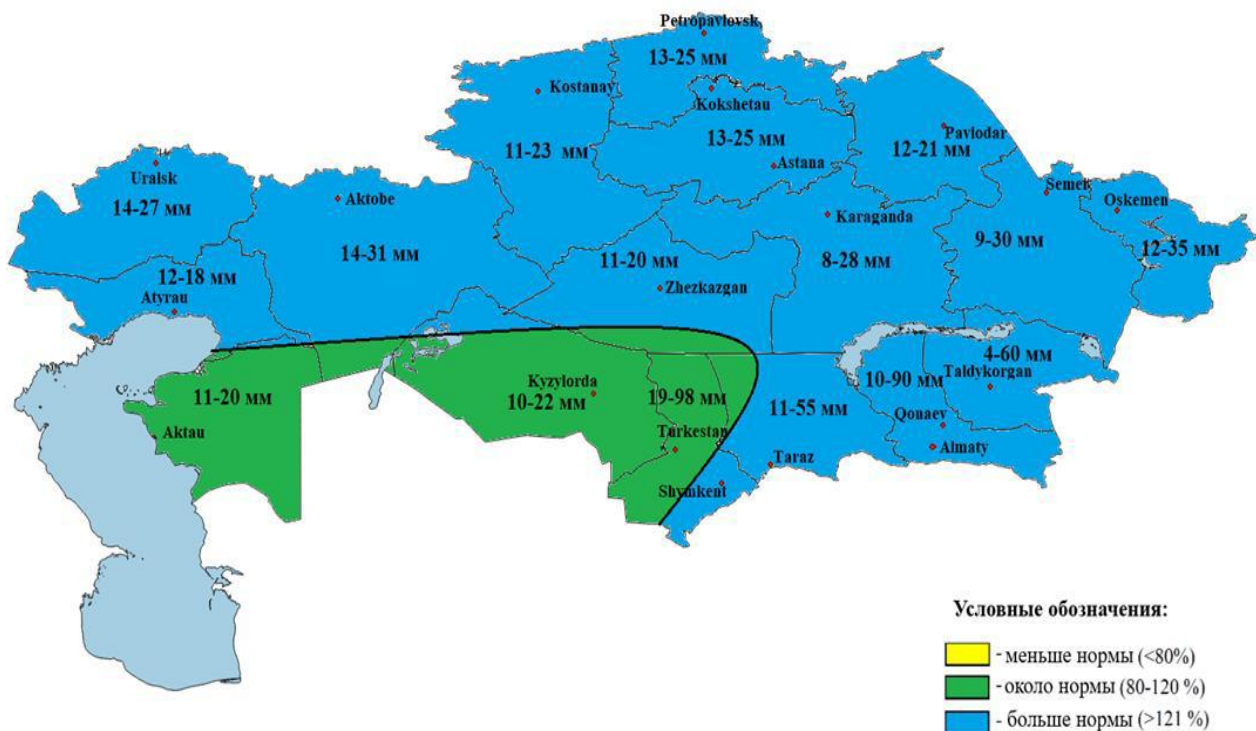 Petropavlovsk
13-25 мм
Kostanay
Kokshetau
13-25 мм
Pavlodar
11-23 мм
12-21 мм
Astana
Uralsk
Semei
Oskemen
14-27 мм
Aktobe
Karaganda
9-30 мм
14-31 мм
11-20 мм
8-28 мм
12-35 мм
12-18 мм
Zhezkazgan
Atyrau
4-60 мм
10-90 мм
Taldykorgan
Kyzylorda
11-20 мм
10-22 мм
19-98 мм
11-55 мм
Qonaev
Aktau
Turkestan
Almaty
Taraz
Shymkent
Условные обозначения:
- меньше нормы (<80%)
- около нормы (80-120 %)
- больше нормы (>121 %)